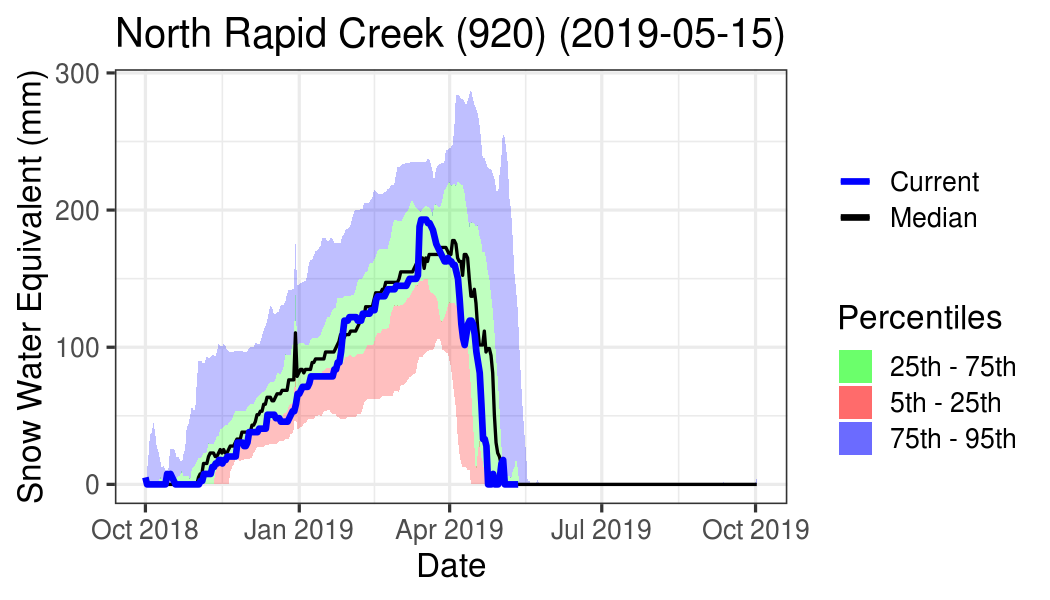 North Rapid Creek (920) (2019-05-15)
Snow Water Equivalent (mm)
300
200
100
0
Oct 2018
Jan 2019
Apr 2019
Jul 2019
Oct 2019
Date
Current
Median
Percentiles
25th - 75th
5th - 25th
75th - 95th